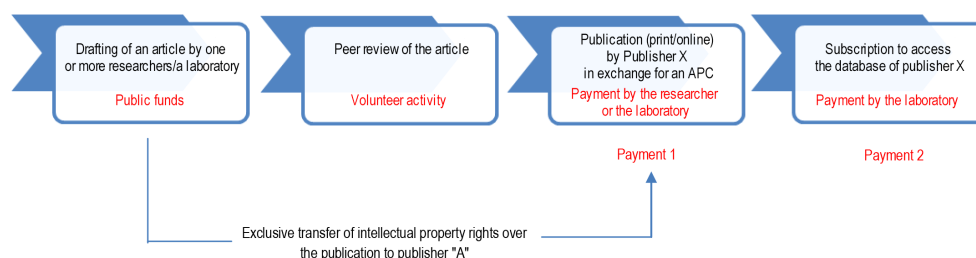 Drafting of an article by one
or more researchers/a laboratory
Public funds
Peer review of the article
Volunteer activity
Publication (print/online)
by Publisher X
in exchange for an APC
Payment by the researcher
or the laboratory
Subscription to access
the database of publisher X
Payment by the laboratory
Payment 1
Payment 2
Exclusive transfer of intellectual property rights over
the publication to publisher "A"